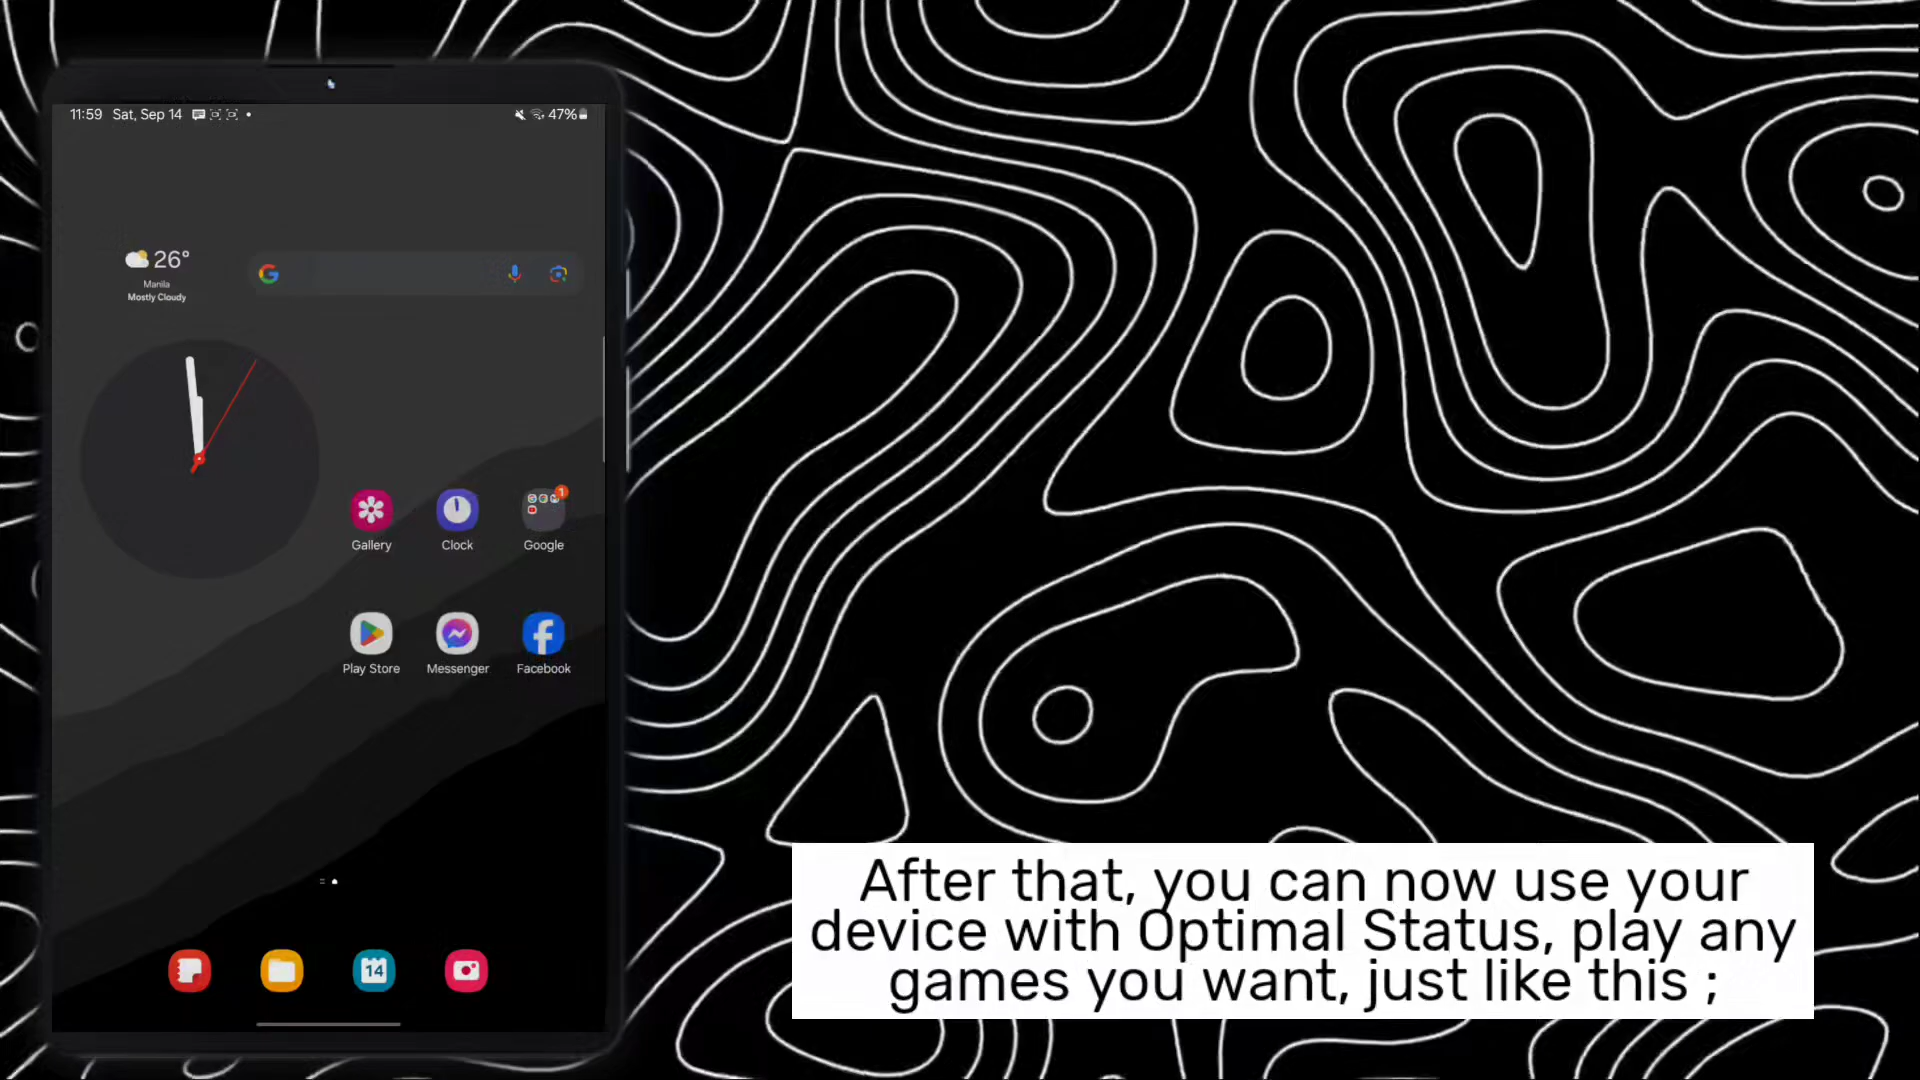 11:59 Sat, Sep 14 47%
26°
Manila
Mostly Cloudy
1
Gallery Clock Google
Play Store Messenger Facebook
14
After that, you can now use your
device with Optimal Status, play any
games you want, just like this ;